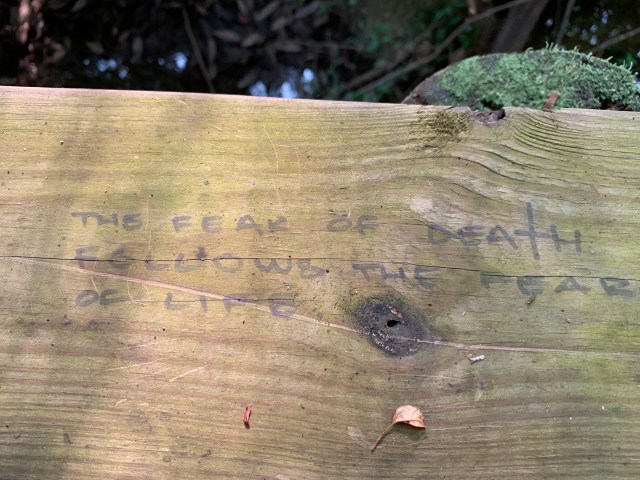 THE FEAR OF DEATH
FOLLOWS THE FEAR
OF LIFE